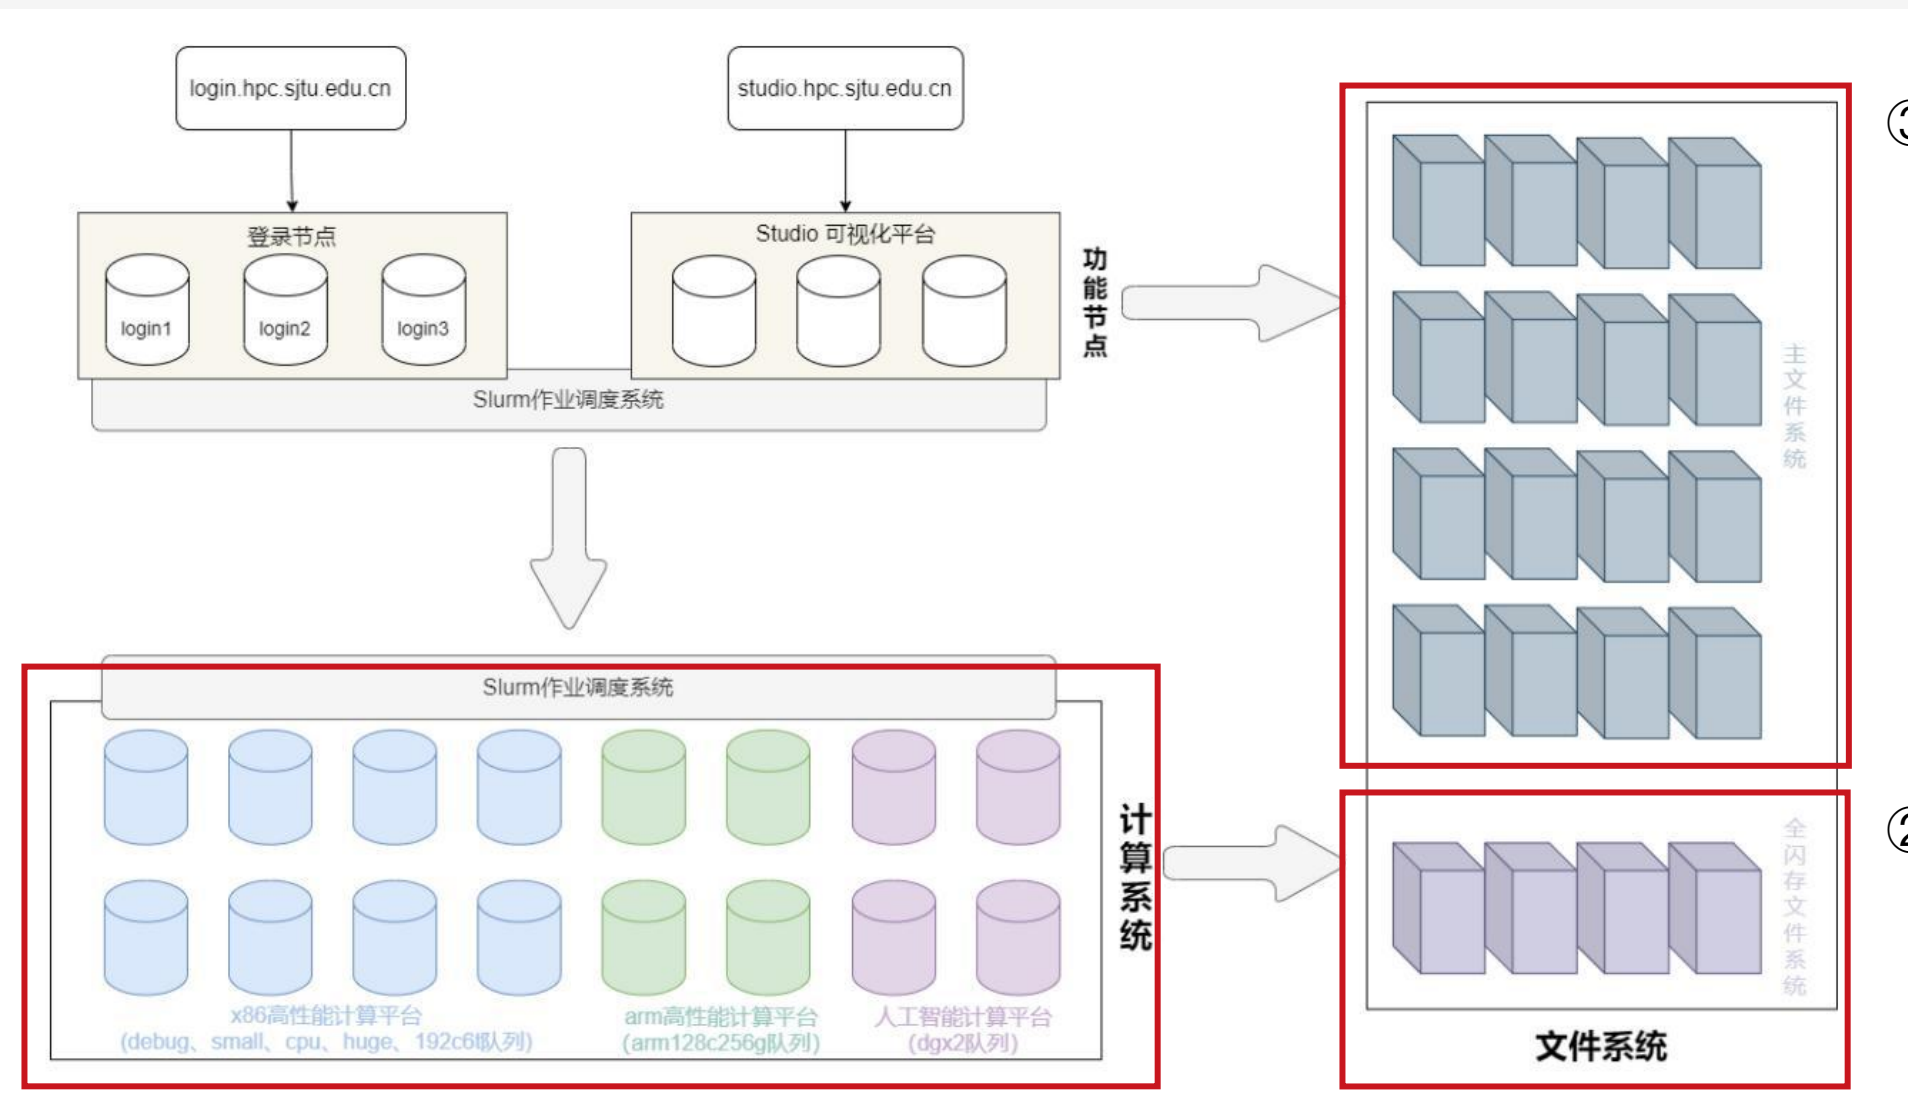 login.hpc.sjtu.edu.cn
studio.hpc.sjtu.edu.cn
登录节点
login1
login2
login3
Studio 可视化平台
功能节点
Slurm作业调度系统
主文件系统
Slurm作业调度系统
x86高性能计算平台
(debug、small、cpu、huge、192c6t队列)
arm高性能计算平台
(arm128c256g队列)
人工智能计算平台
(dgx2队列)
计算系统
全闪存文件系统
文件系统